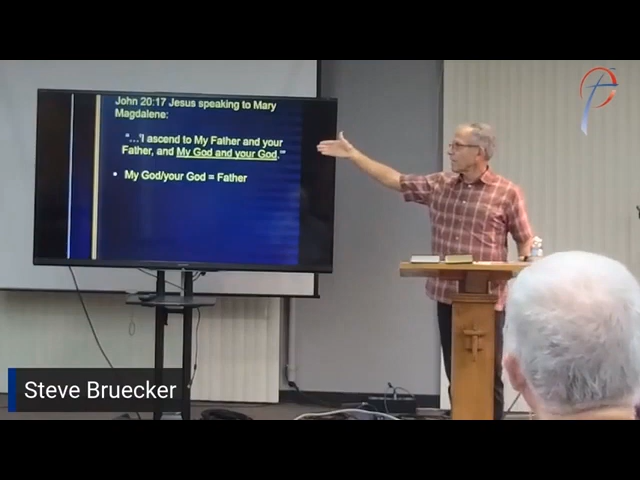 John 20:17 Jesus speaking to Mary
Magdalene:
"…'I ascend to My Father and your
Father, and My God and your God.'"
▪ My God/your God = Father
Steve Bruecker